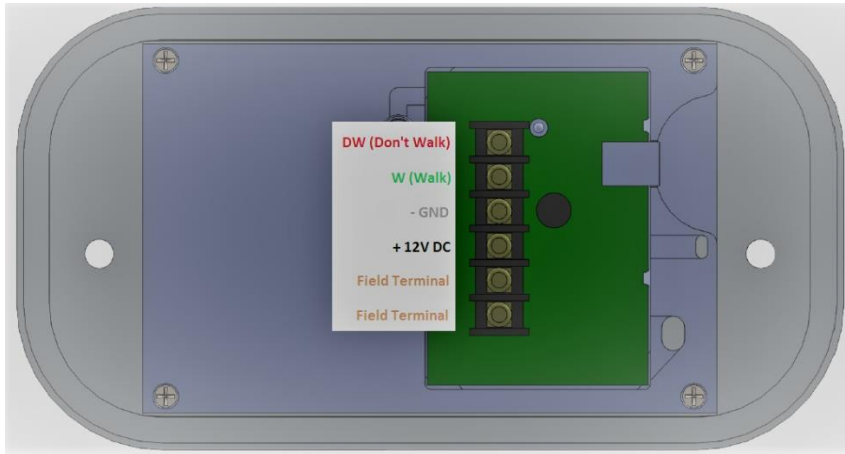 DW (Don't Walk)
W (Walk)
- GND
+ 12V DC
Field Terminal
Field Terminal